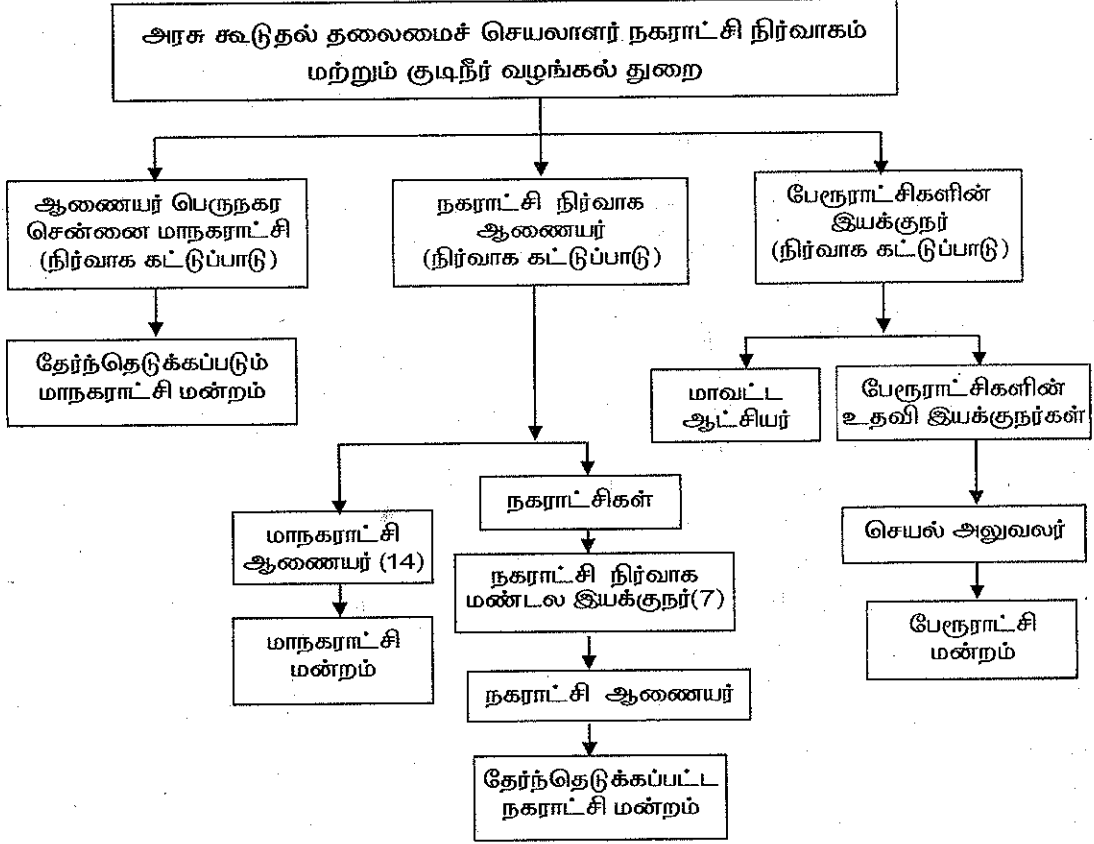 அரசு கூடுதல் தலைமைச் செயலாளர் நகராட்சி நிர்வாகம்
மற்றும் குடிநீர் வழங்கல் துறை
ஆணையர் பெருநகர
சென்னை மாநகராட்சி
(நிர்வாக கட்டுப்பாடு)
நகராட்சி நிர்வாக
ஆணையர்
(நிர்வாக கட்டுப்பாடு)
பேரூராட்சிகளின்
இயக்குநர்
(நிர்வாக கட்டுப்பாடு)
தேர்ந்தெடுக்கப்படும்
மாநகராட்சி மன்றம்
மாவட்ட
ஆட்சியர்
பேரூராட்சிகளின்
உதவி இயக்குநர்கள்
மாநகராட்சி
ஆணையர் (14)
நகராட்சிகள்
செயல் அலுவலர்
நகராட்சி நிர்வாக
மண்டல இயக்குநர்(7)
மாநகராட்சி
மன்றம்
பேரூராட்சி
மன்றம்
நகராட்சி ஆணையர்
தேர்ந்தெடுக்கப்பட்ட
நகராட்சி மன்றம்